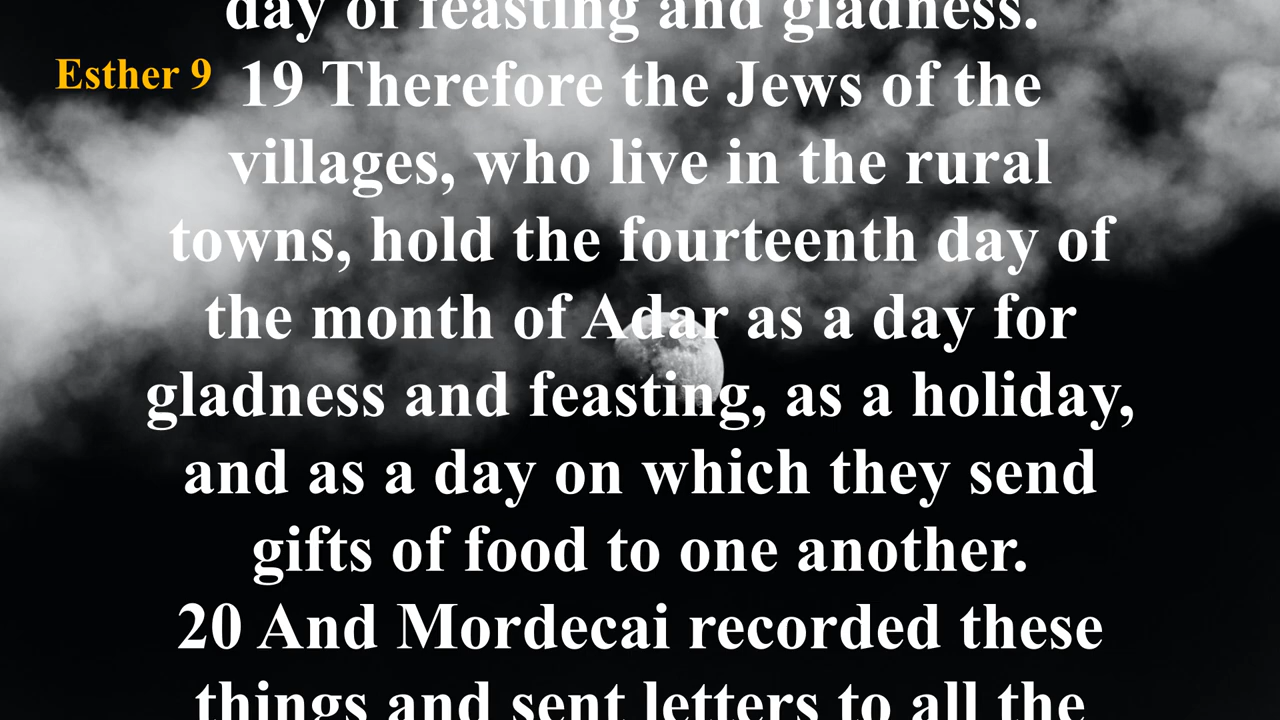 day of feasting and gladness.
Esther 9
19 Therefore the Jews of the
villages, who live in the rural
towns, hold the fourteenth day of
the month of Adar as a day for
gladness and feasting, as a holiday,
and as a day on which they send
gifts of food to one another.
20 And Mordecai recorded these
things and sent letters to all the